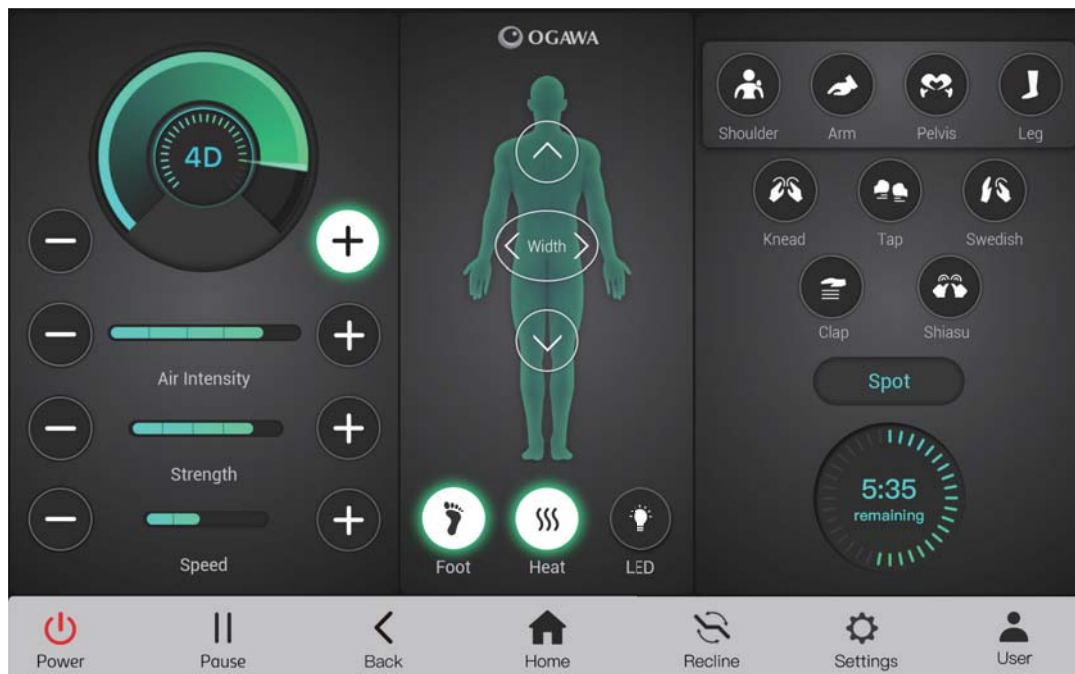 4D
Air Intensity
Strength
Speed
OGAWA
Width
Foot Heat LED
Shoulder Arm Pelvis Leg
Knead Tap Swedish
Clap Shiasu
Spot
5:35
remaining
Power Pause Back Home Recline Settings User